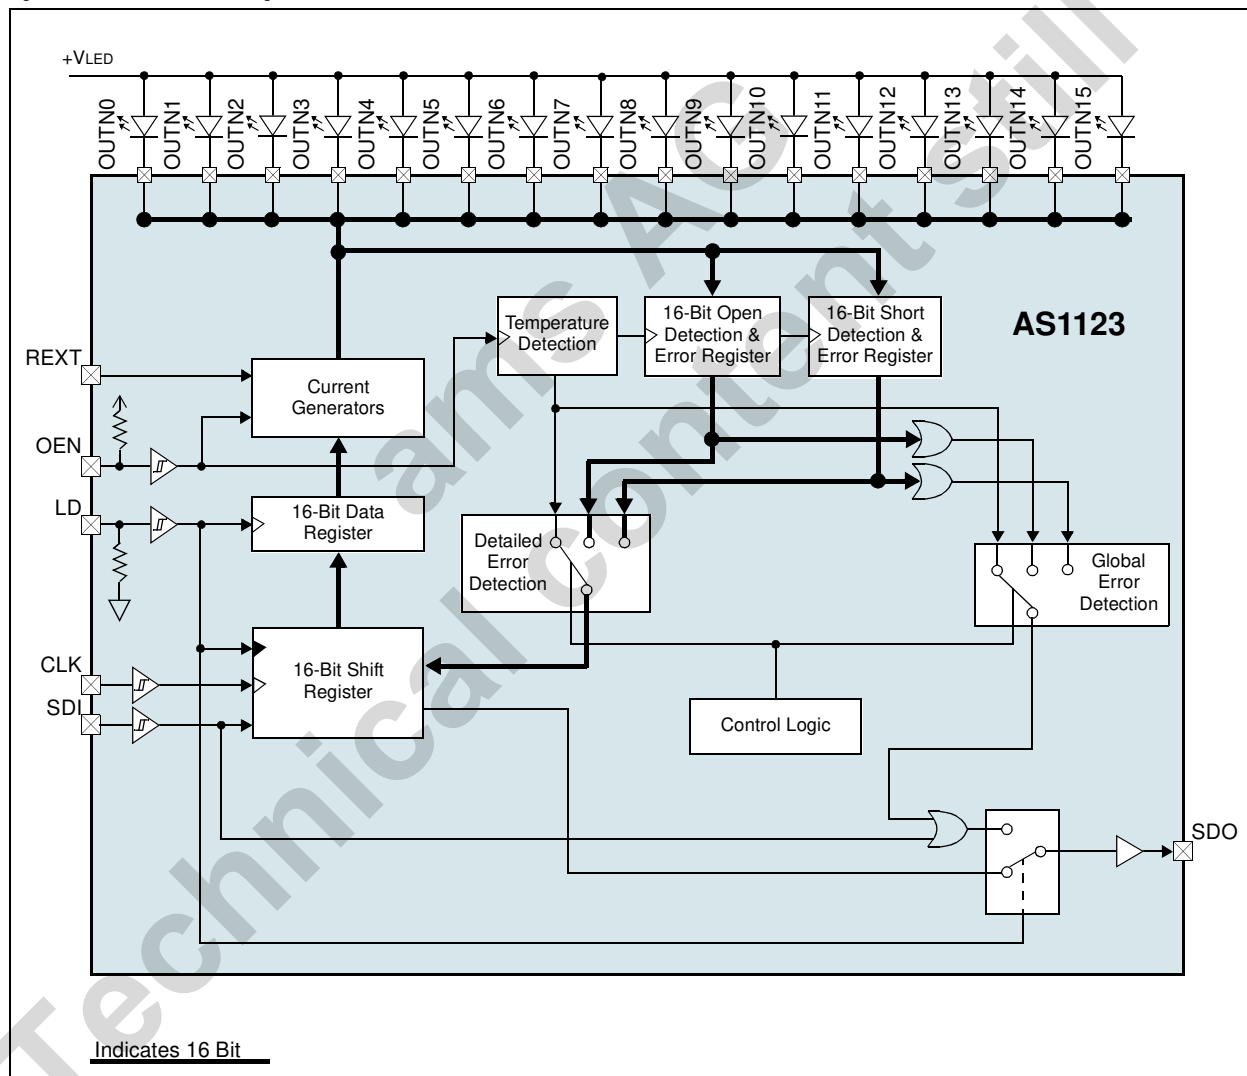 +VLED
OUTN0
OUTN1
OUTN2
OUTN3
OUTN4
OUTN5
OUTN6
OUTN7
OUTN8
OUTN9
OUTN10
OUTN11
OUTN12
OUTN13
OUTN14
OUTN15
AS1123
Temperature
Detection
16-Bit Open
Detection &
Error Register
16-Bit Short
Detection &
Error Register
REXT
Current
Generators
OEN
LD
16-Bit Data
Register
Detailed
Error
Detection
Global
Error
Detection
CLK
SDI
16-Bit Shift
Register
Control Logic
SDO
Indicates 16 Bit
ams AG
Technical content still